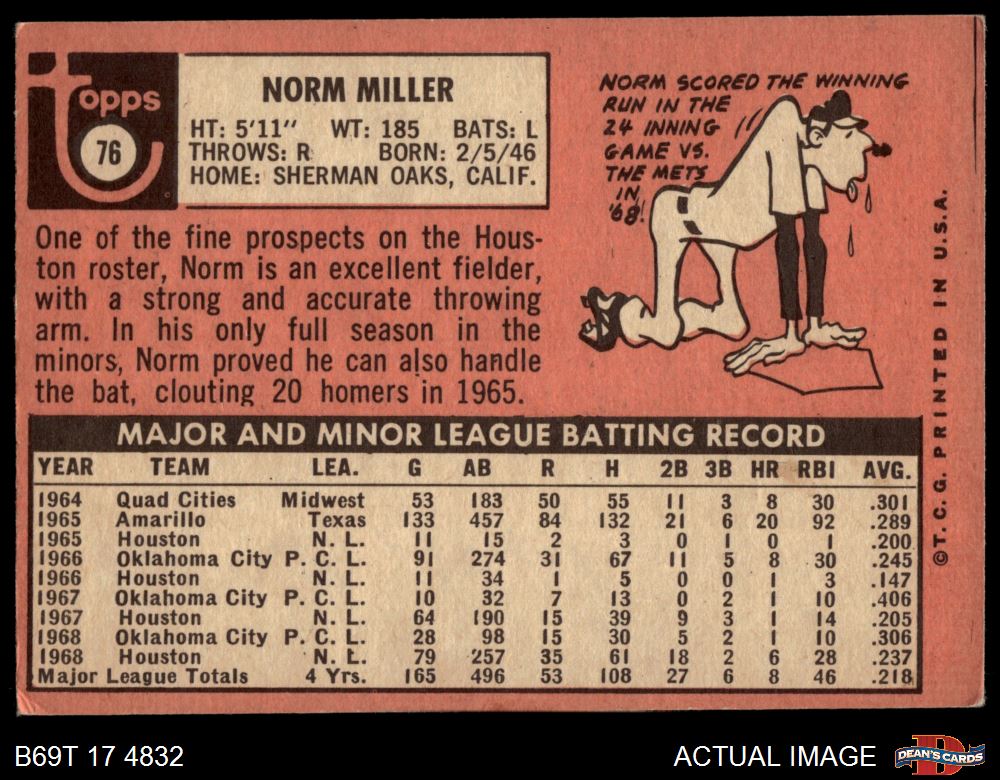 topps
76
NORM MILLER
HT: 5'11" WT: 185 BATS: L
THROWS: R BORN: 2/5/46
HOME: SHERMAN OAKS, CALIF.
NORM SCORED THE WINNING
RUN IN THE
24 INNING
GAME VS.
THE METS
IN
'68!
One of the fine prospects on the Hous-
ton roster, Norm is an excellent fielder,
with a strong and accurate throwing
arm. In his only full season in the
minors, Norm proved he can also handle
the bat, clouting 20 homers in 1965.
MAJOR AND MINOR LEAGUE BATTING RECORD
YEAR TEAM LEA. G AB R H 2B 3B HR RBI AVG.
1964 Quad Cities Midwest 53 183 50 55 11 3 8 30 .301
1965 Amarillo Texas 133 457 84 132 21 6 20 92 .289
1965 Houston N. L. 11 15 2 3 0 1 0 1 .200
1966 Oklahoma City P. C. L. 91 274 31 67 11 5 8 30 .245
1966 Houston N. L. 11 34 1 5 0 0 1 3 .147
1967 Oklahoma City P. C. L. 10 32 7 13 0 2 1 10 .406
1967 Houston N. L. 64 190 15 39 9 3 1 14 .205
1968 Oklahoma City P. C. L. 28 98 15 30 5 2 1 10 .306
1968 Houston N. L. 79 257 35 61 18 2 6 28 .237
Major League Totals 4 Yrs. 165 496 53 108 27 6 8 46 .218
©T. C. G. PRINTED IN U.S.A.
B69T 17 4832
ACTUAL IMAGE
D
DEAN'S CARDS